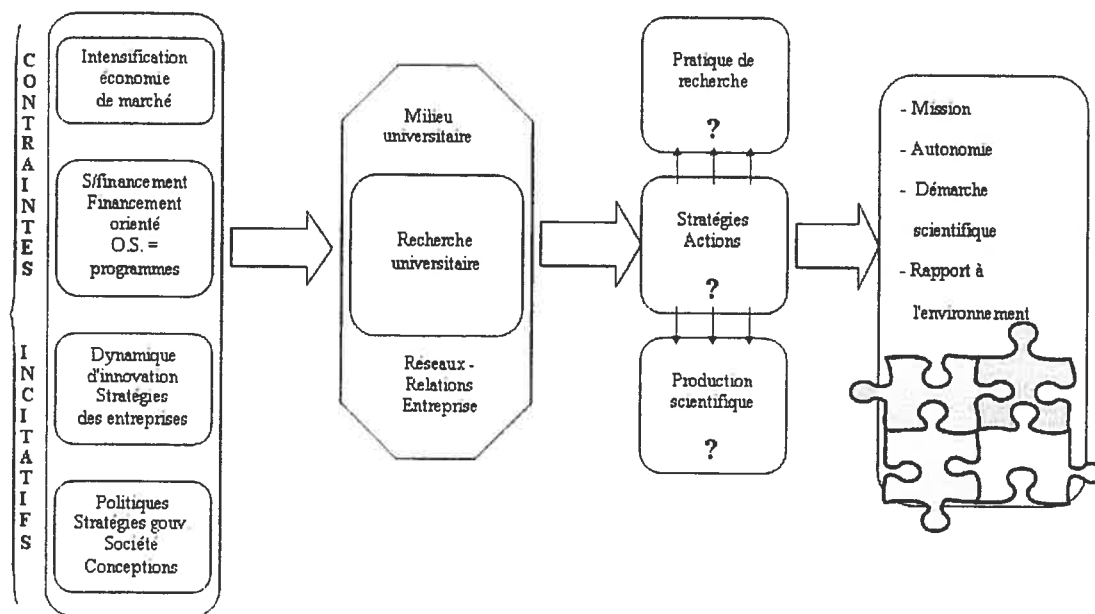 CONTRAINTES
INCITATIFS
Intensification
économie
de marché
S/financement
Financement
orienté
O.S. =
programmes
Dynamique
d'innovation
Stratégies
des entreprises
Politiques
Stratégies gouv.
Société
Conceptions
Milieu
universitaire
Recherche
universitaire
Réseaux -
Relations
Entreprise
Pratique de
recherche
?
Stratégies
Actions
?
Production
scientifique
?
- Mission
- Autonomie
- Démarche
scientifique
- Rapport à
l'environnement